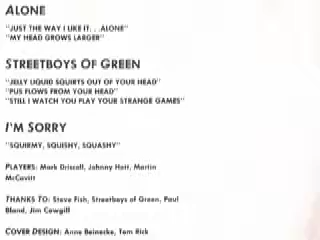 ALONE
"JUST THE WAY I LIKE IT. . .ALONE"
"MY HEAD GROWS LARGER"
STREETBOYS OF GREEN
"JELLY LIQUID SQUIRTS OUT OF YOUR HEAD"
"PUS FLOWS FROM YOUR HEAD"
"STILL I WATCH YOU PLAY YOUR STRANGE GAMES"
I'M SORRY
"SQUIRMY, SQUISHY, SQUASHY"
PLAYERS: Mark Driscoll, Johnny Hott, Martin
McCavitt
THANKS TO: Steve Fish, Streetboys of Green, Paul
Bland, Jim Cowgill
COVER DESIGN: Anne Beinecke, Tom Rick